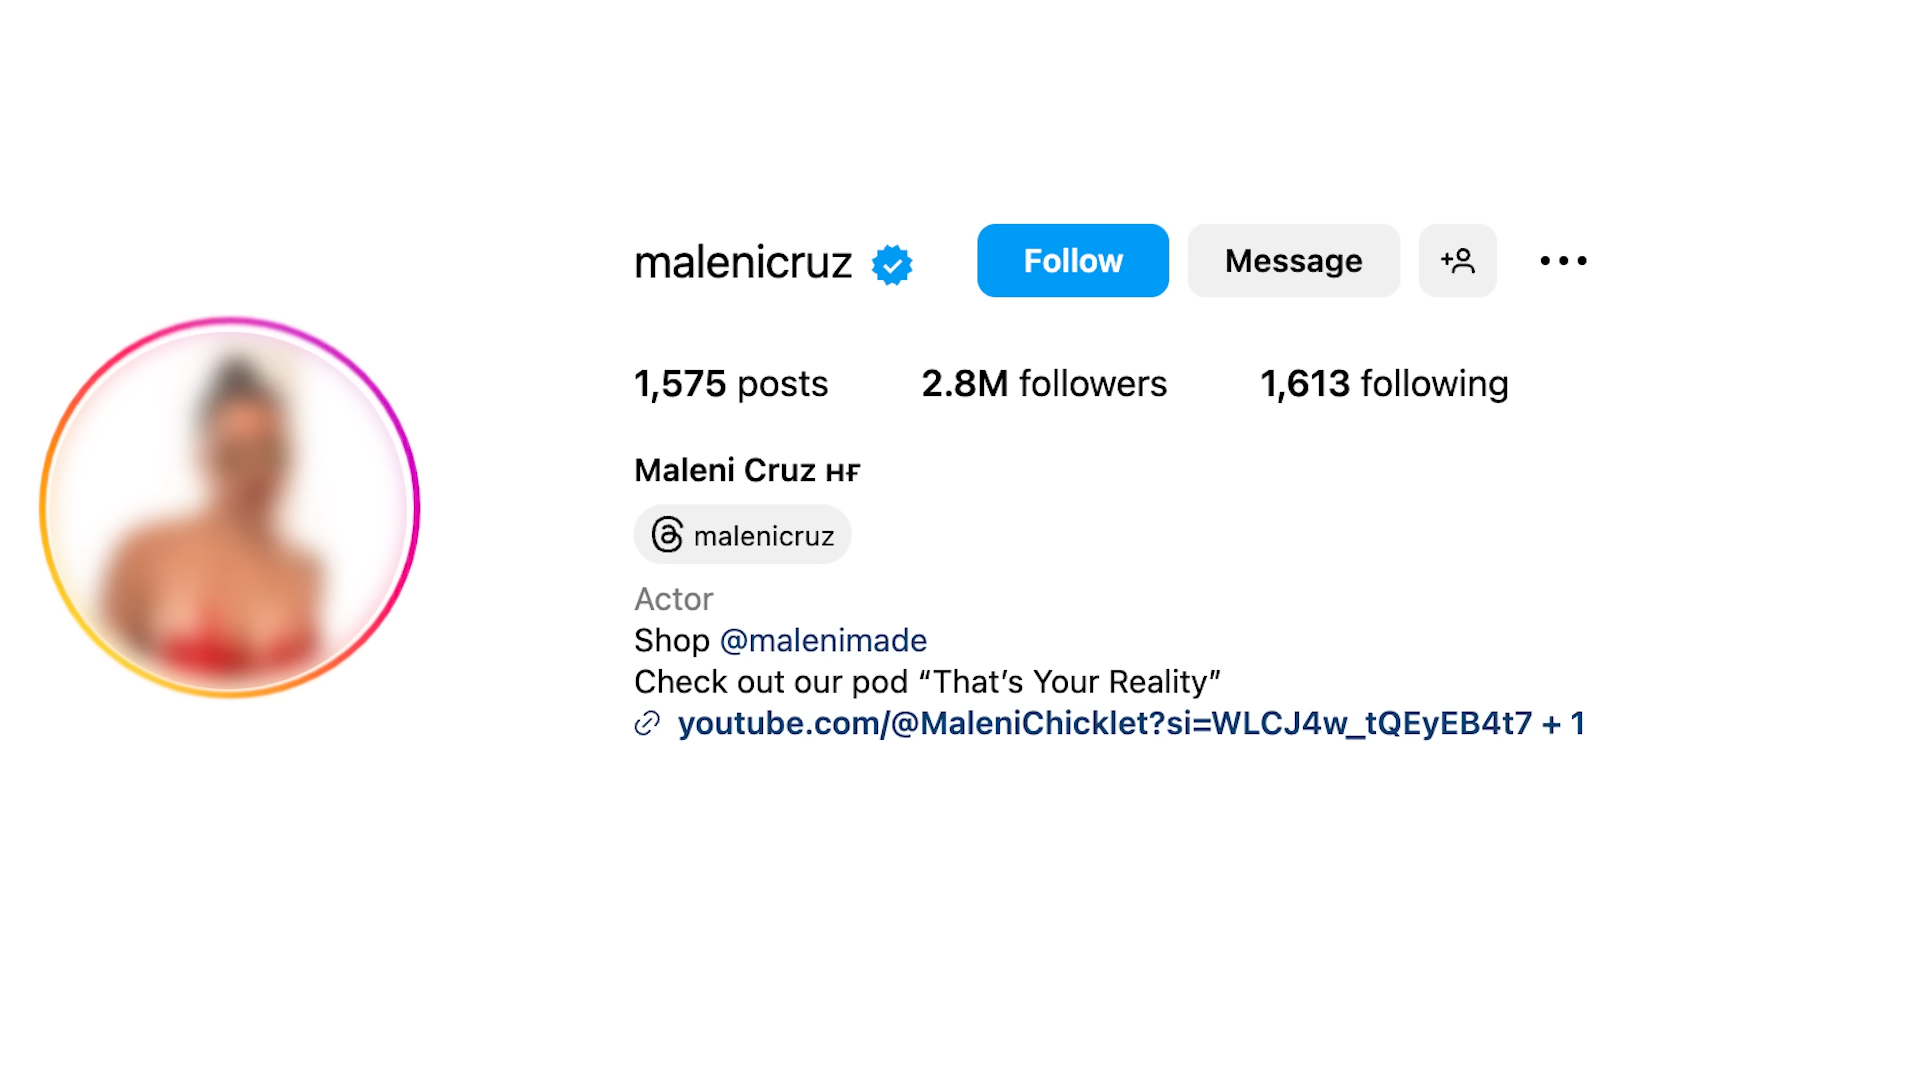 malenicruz
Follow
Message
1,575 posts
2.8M followers
1,613 following
Maleni Cruz ʜꜰ
malenicruz
Actor
Shop @malenimade
Check out our pod “That’s Your Reality”
youtube.com/@MaleniChicklet?si=WLCJ4w_tQEyEB4t7 + 1